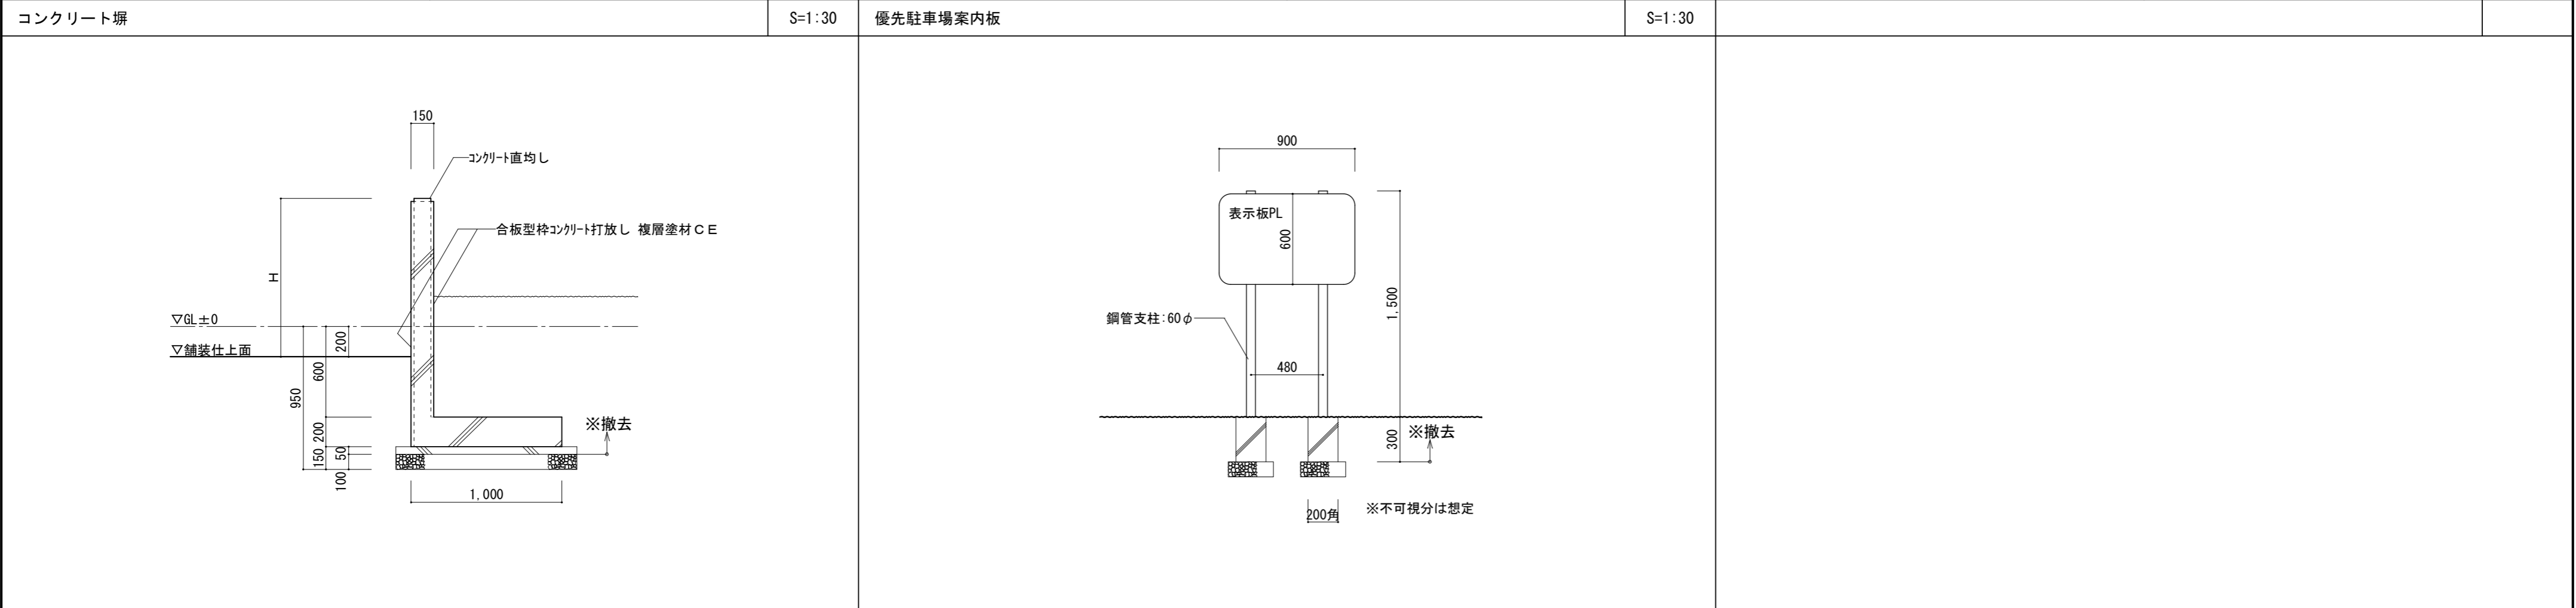 コンクリート塀
S=1:30
優先駐車場案内板
S=1:30
150
コンクリート直均し
合板型枠コンクリート打放し 複層塗材CE
H
▽GL±0
▽舗装仕上面
200
600
950
200
150
50
100
※撤去
1,000
900
表示板PL
600
1,500
鋼管支柱:60φ
480
※撤去
300
200角
※不可視分は想定